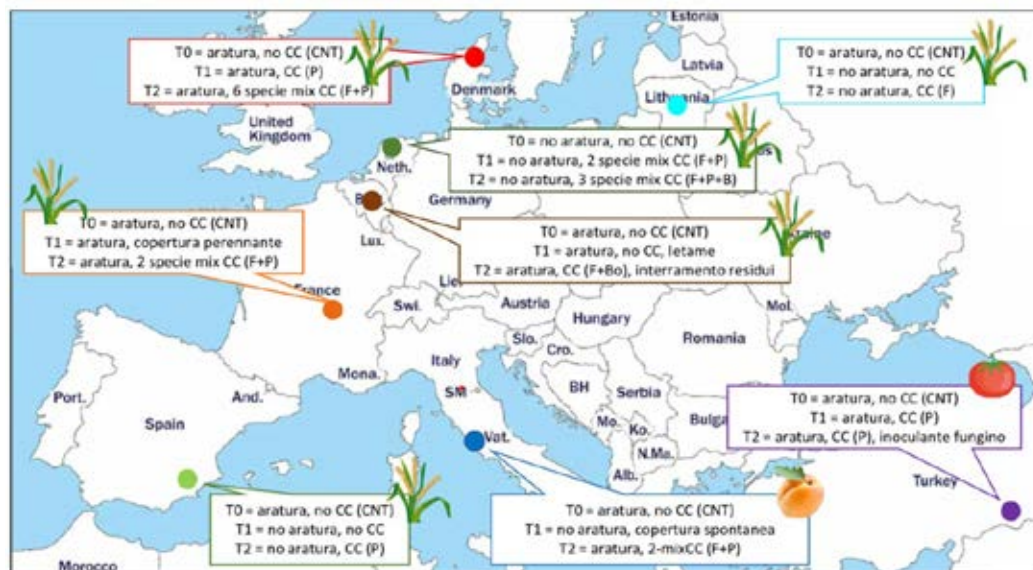 Estonia
T0 = aratura, no CC (CNT)
T1 = aratura, CC (P)
T2 = aratura, 6 specie mix CC (F+P)
Denmark
Latvia
Lithuania
T0 = aratura, no CC (CNT)
T1 = no aratura, no CC
T2 = no aratura, CC (F)
United
Kingdom
Neth.
T0 = no aratura, no CC (CNT)
T1 = no aratura, 2 specie mix CC (F+P)
T2 = no aratura, 3 specie mix CC (F+P+B)
Germany
Lux.
T0 = aratura, no CC (CNT)
T1 = aratura, copertura perennante
T2 = aratura, 2 specie mix CC (F+P)
T0 = aratura, no CC (CNT)
T1 = aratura, no CC, letame
T2 = aratura, CC (F+Bo), interramento residui
France
Swi.
Austria
Hungary
Mol.
Slo.
Cro.
Romania
Italy
Mona.
SM
BH
Serbia
Port.
Spain
And.
Vat.
Mo.
Ko.
N.Ma.
Alb.
T0 = aratura, no CC (CNT)
T1 = aratura, CC (P)
T2 = aratura, CC (P), inoculante fungino
Turkey
T0 = aratura, no CC (CNT)
T1 = no aratura, no CC
T2 = no aratura, CC (P)
T0 = aratura, no CC (CNT)
T1 = no aratura, copertura spontanea
T2 = aratura, 2-mixCC (F+P)
Morocco